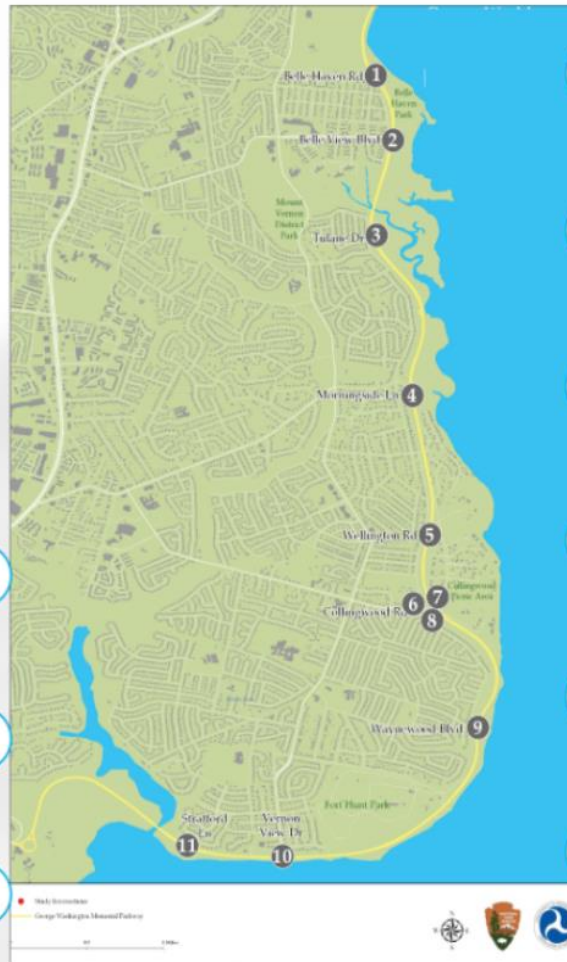 Belle Haven Rd 1
Belle
Haven
Park
Belle View Blvd 2
Mount
Vernon
District
Park
Tulane Dr 3
Morningside Ln 4
Wellington Rd 5
Collingwood
Picnic Area
6 7
Collingwood Rd
8
Waynewood Blvd 9
Fort Hunt Park
Stratford
Ln
11
Vernon
View Dr
10
Study Intersections
George Washington Memorial Parkway